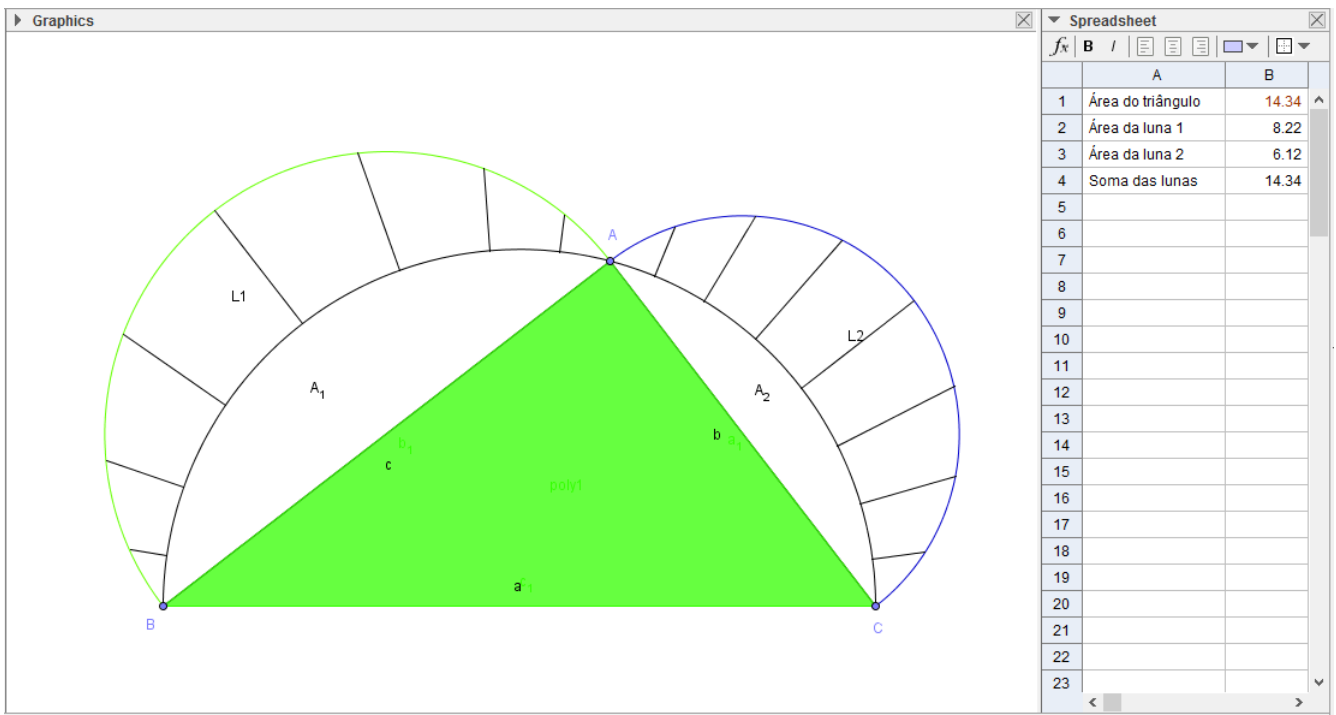 Graphics
A
L1
L2
A1
A2
b1
c
b
a1
poly1
a
B
C
Spreadsheet
fx B I
A B
1 Área do triângulo 14.34
2 Área da luna 1 8.22
3 Área da luna 2 6.12
4 Soma das lunas 14.34
5
6
7
8
9
10
11
12
13
14
15
16
17
18
19
20
21
22
23